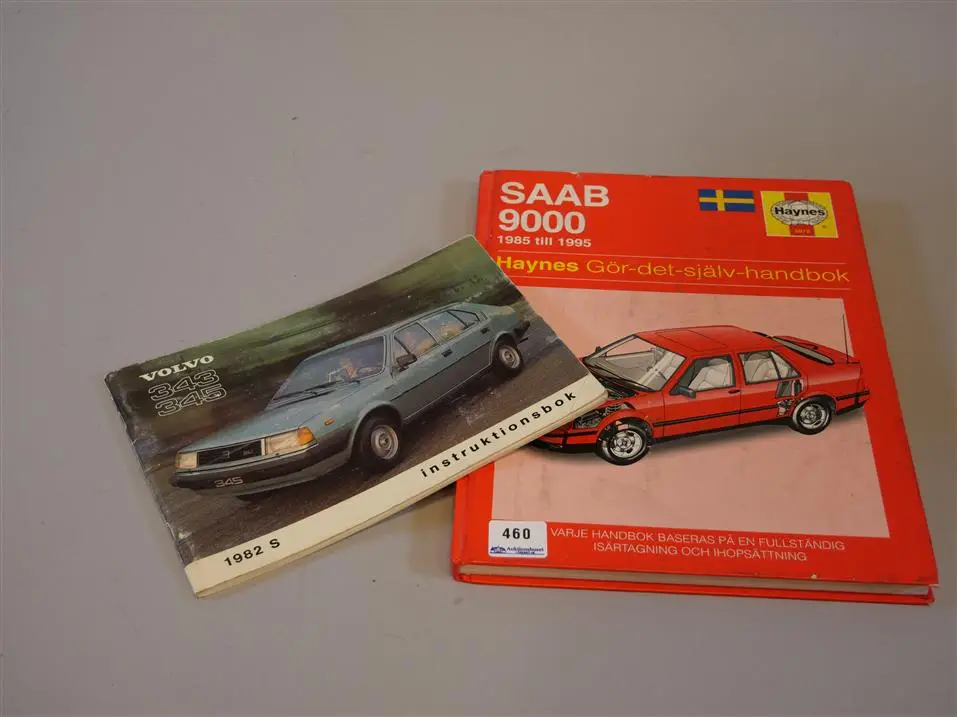 VOLVO
343
345
345
instruktionsbok
1982 S
SAAB
9000
1985 till 1995
Haynes
Haynes Gör-det-själv-handbok
460
Auktionshuset
VARJE HANDBOK BASERAS PÅ EN FULLSTÄNDIG
ISÄRTAGNING OCH IHOPSÄTTNING